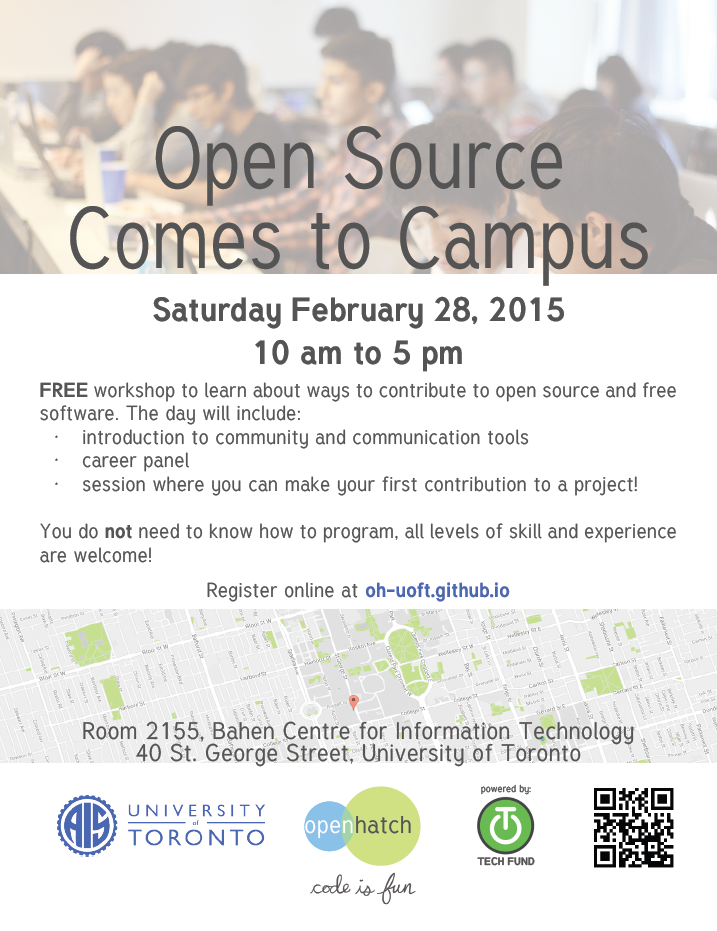 Open Source
Comes to Campus
Saturday February 28, 2015
10 am to 5 pm
FREE workshop to learn about ways to contribute to open source and free
software. The day will include:
· introduction to community and communication tools
· career panel
· session where you can make your first contribution to a project!
You do not need to know how to program, all levels of skill and experience
are welcome!
Register online at oh-uoft.github.io
Room 2155, Bahen Centre for Information Technology
40 St. George Street, University of Toronto
UNIVERSITY
of
TORONTO
openhatch
code is fun
powered by:
TECH FUND